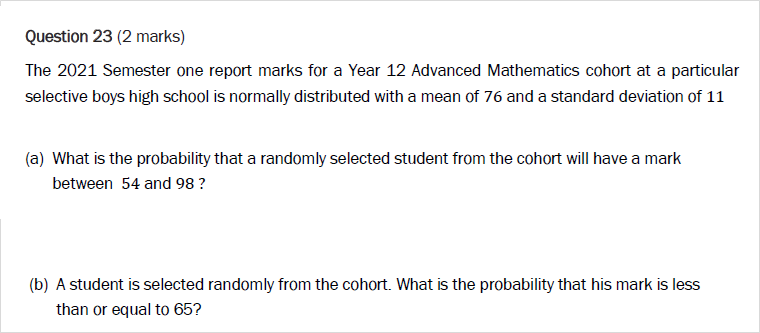 Question 23 (2 marks)
The 2021 Semester one report marks for a Year 12 Advanced Mathematics cohort at a particular
selective boys high school is normally distributed with a mean of 76 and a standard deviation of 11
(a) What is the probability that a randomly selected student from the cohort will have a mark
between 54 and 98 ?
(b) A student is selected randomly from the cohort. What is the probability that his mark is less
than or equal to 65?